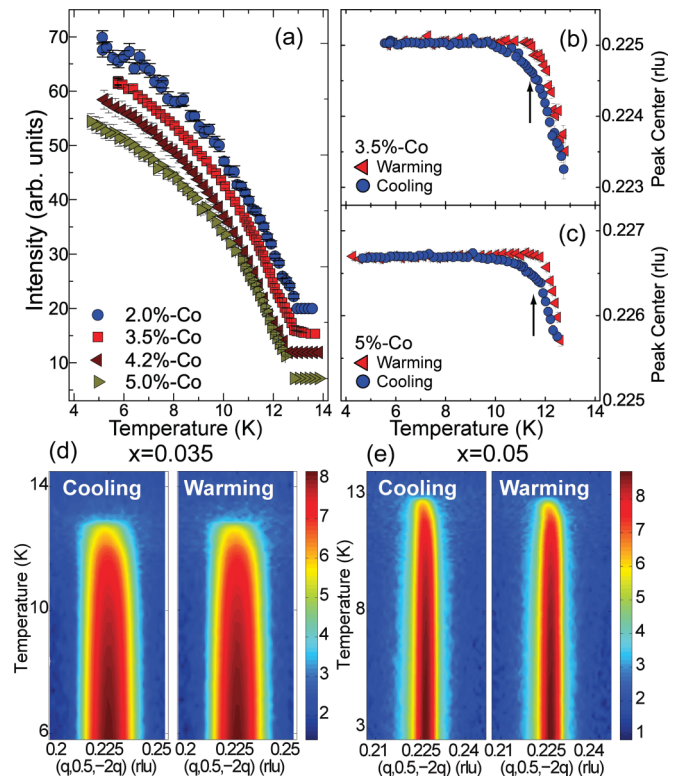 (a)
Intensity (arb. units)
70
60
50
40
30
20
10
2.0%-Co
3.5%-Co
4.2%-Co
5.0%-Co
4 6 8 10 12 14
Temperature (K)
(b)
3.5%-Co
Warming
Cooling
0.225
0.224
0.223
Peak Center (rlu)
(c)
5%-Co
Warming
Cooling
0.227
0.226
0.225
Peak Center (rlu)
4 6 8 10 12 14
Temperature (K)
(d) x=0.035
Cooling Warming
Temperature (K)
14
10
6
8
7
6
5
4
3
2
0.2 0.225 0.25 0.2 0.225 0.25
(q,0.5,−2q) (rlu) (q,0.5,−2q) (rlu)
(e) x=0.05
Cooling Warming
Temperature (K)
13
8
3
8
7
6
5
4
3
2
1
0.21 0.225 0.24 0.21 0.225 0.24
(q,0.5,−2q) (rlu) (q,0.5,−2q) (rlu)